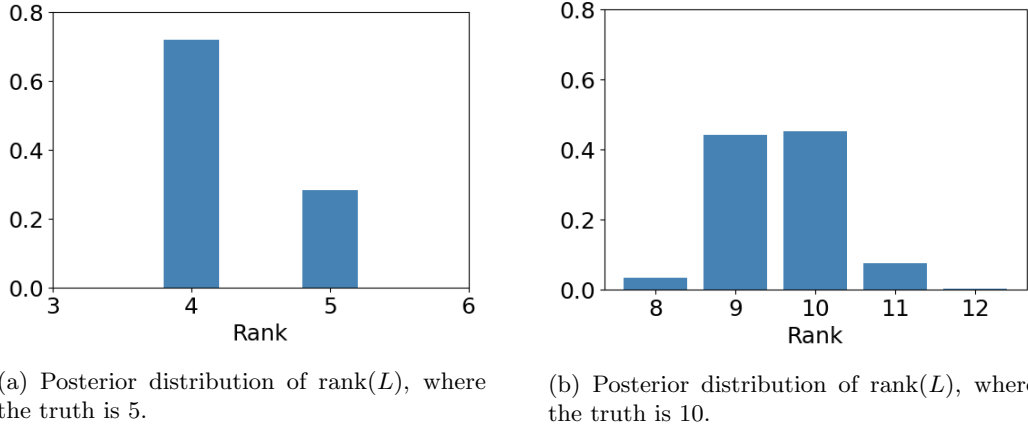 0.8
0.6
0.4
0.2
0.0
3 4 5 6
Rank
0.8
0.6
0.4
0.2
0.0
8 9 10 11 12
Rank
(a) Posterior distribution of rank(L), where
the truth is 5.
(b) Posterior distribution of rank(L), where
the truth is 10.